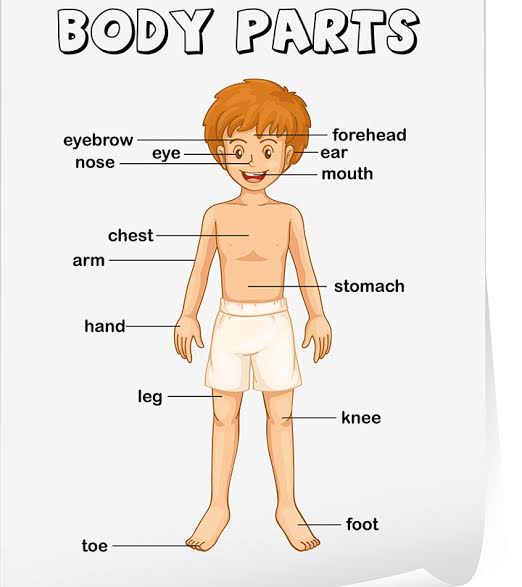 BODY PARTS
eyebrow
forehead
eye
ear
nose
mouth
chest
arm
stomach
hand
leg
knee
foot
toe